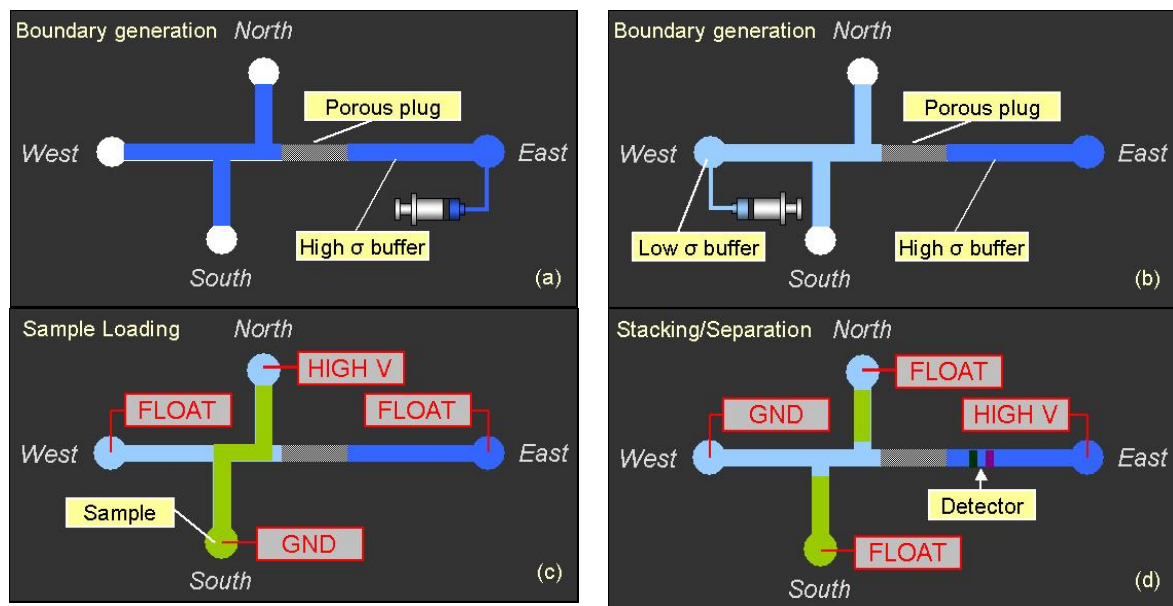 Boundary generation North
Porous plug
West
East
High σ buffer
South
(a)
Boundary generation
North
Porous plug
West
East
Low σ buffer
High σ buffer
South
(b)
Sample Loading
North
HIGH V
FLOAT
FLOAT
West
East
Sample
GND
South
(c)
Stacking/Separation
North
FLOAT
GND
HIGH V
West
East
Detector
FLOAT
South
(d)